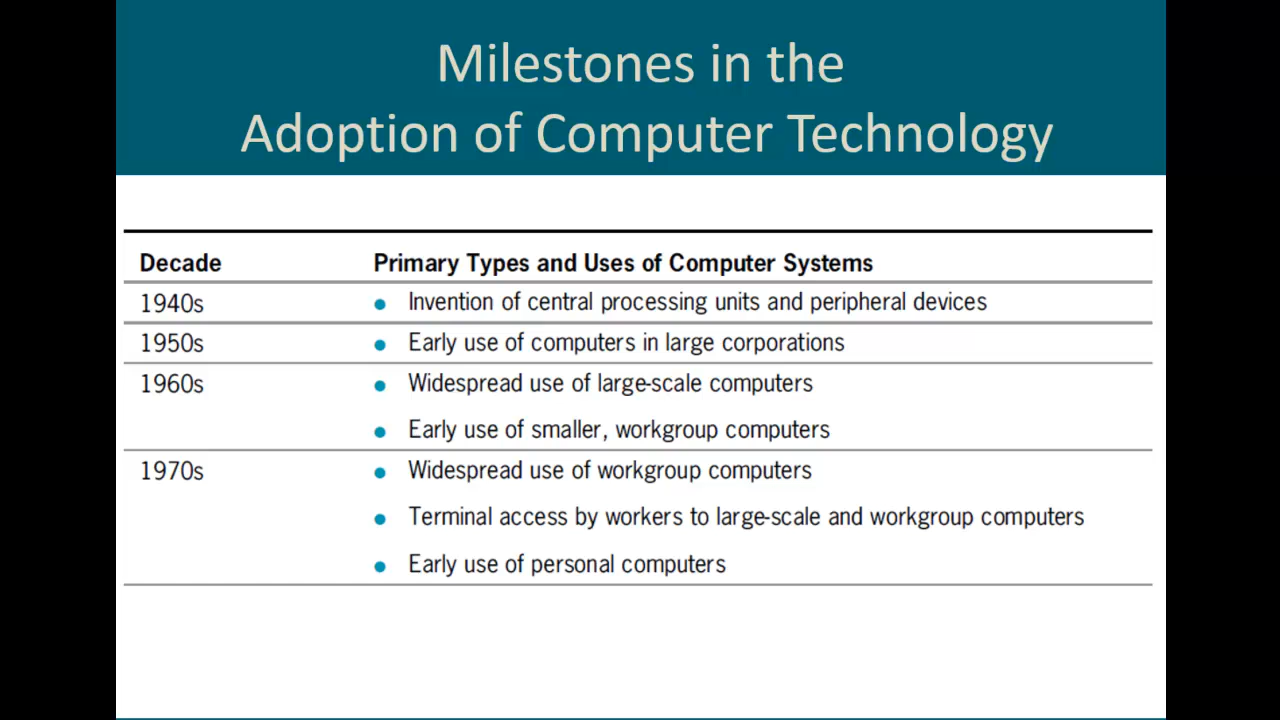 Milestones in the
Adoption of Computer Technology
Decade Primary Types and Uses of Computer Systems
1940s • Invention of central processing units and peripheral devices
1950s • Early use of computers in large corporations
1960s • Widespread use of large-scale computers
• Early use of smaller, workgroup computers
1970s • Widespread use of workgroup computers
• Terminal access by workers to large-scale and workgroup computers
• Early use of personal computers